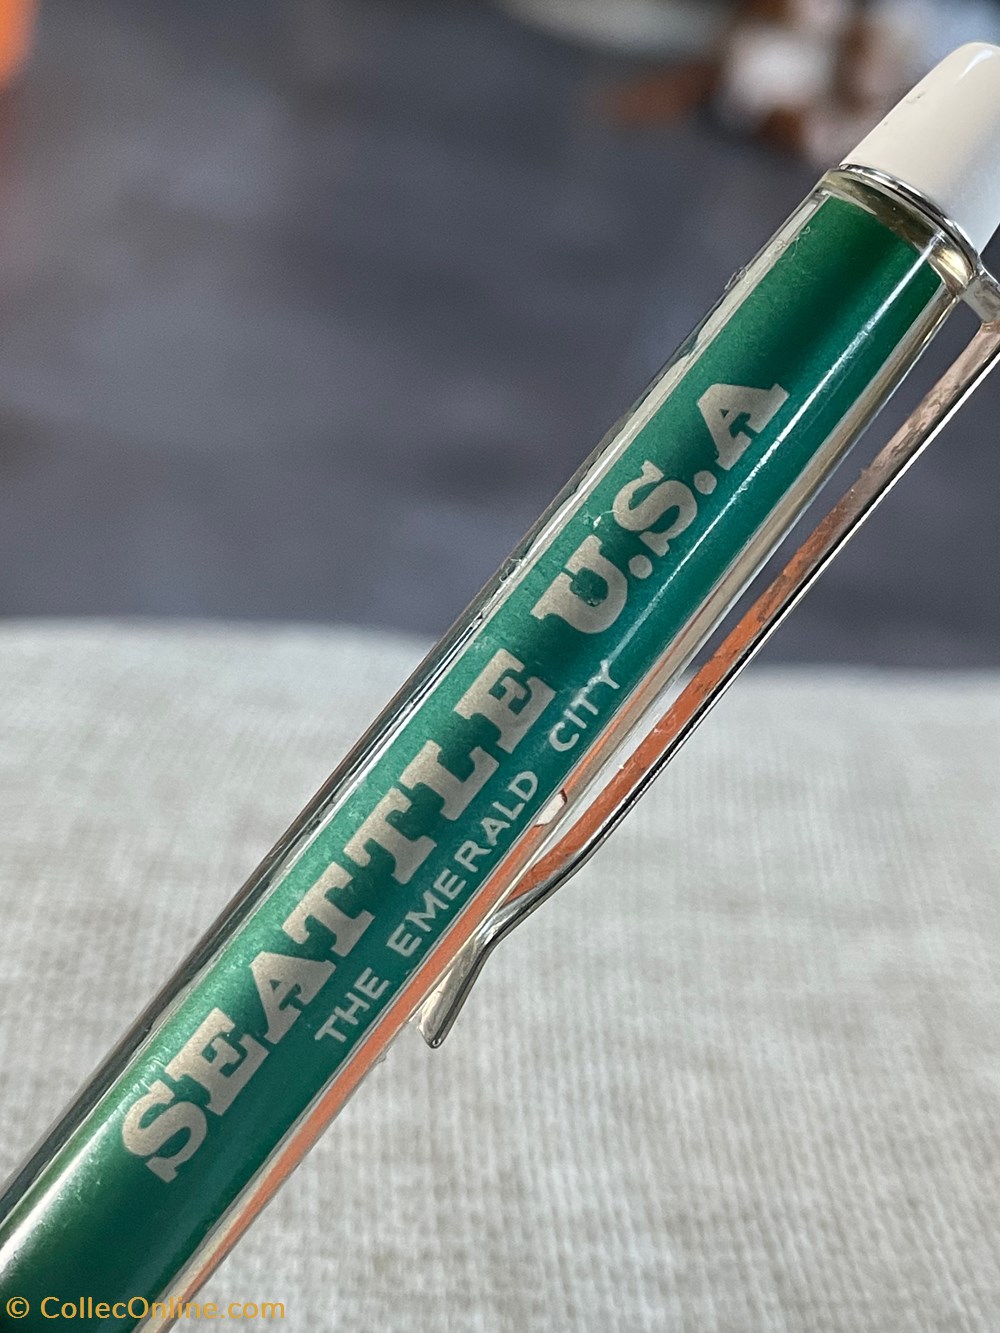 SEATTLE U.S.A
THE EMERALD CITY
© CollecOnline.com